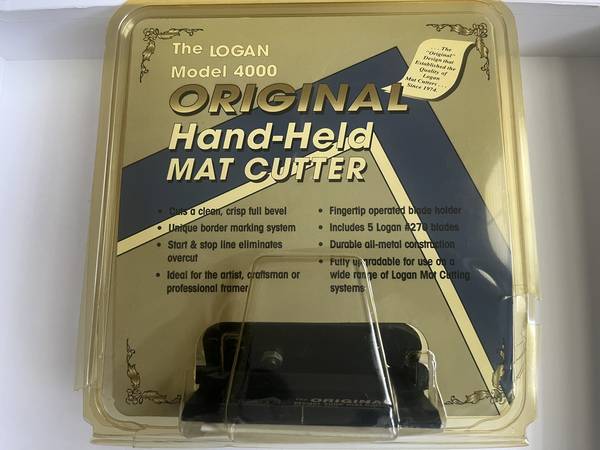 The LOGAN
Model 4000
ORIGINAL
Hand-Held
MAT CUTTER
. . . . The
"Original"
Design that
Established the
Quality of
Logan
Mat Cutters . . .
Since 1974.
• Cuts a clean, crisp full bevel
• Unique border marking system
• Start & stop line eliminates
overcut
• Ideal for the artist, craftsman or
professional framer
• Fingertip operated blade holder
• Includes 5 Logan #270 blades
• Durable all-metal construction
• Fully upgradable for use on a
wide range of Logan Mat Cutting
systems
The ORIGINAL